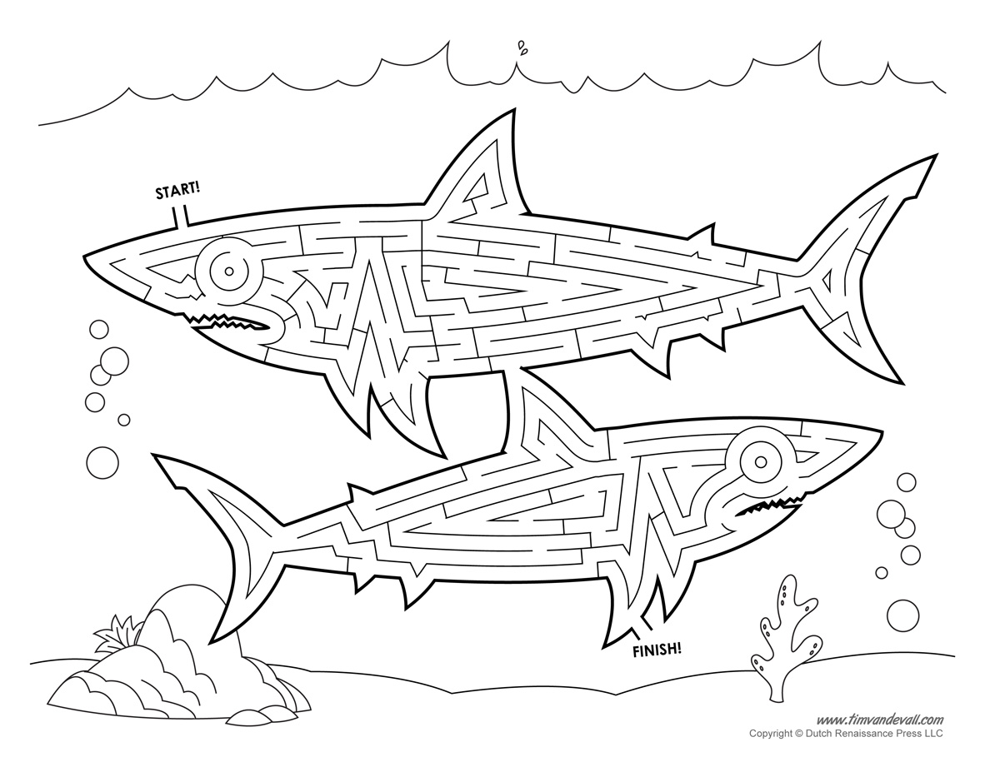 START!
FINISH!
www.timvandevall.com
Copyright © Dutch Renaissance Press LLC